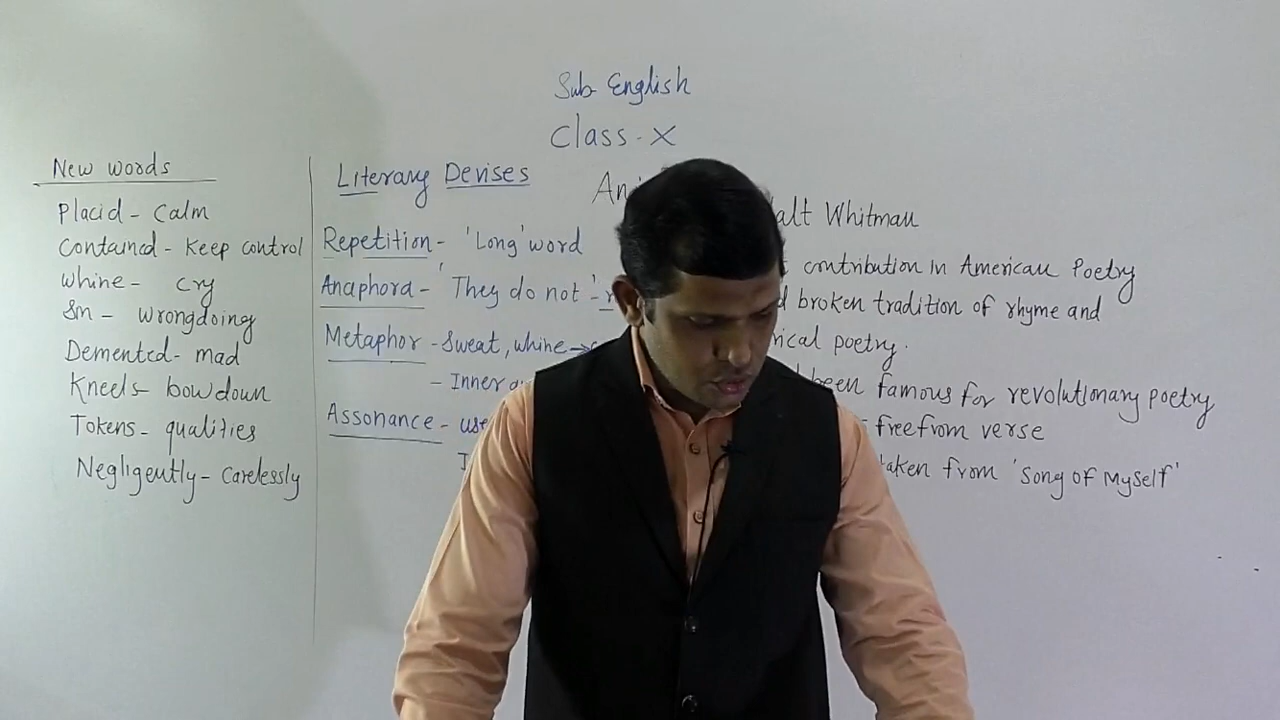 Sub- English
Class - X
New words
Placid - Calm
Contained - Keep control
Whine - cry
Sin - wrongdoing
Demented - mad
Kneels - bow down
Tokens - qualities
Negligently - Carelessly
Literary Devises
Repetition - 'Long' word
Anaphora - 'They do not'-
Metaphor - Sweat, whine →
- Inner
Assonance - use
Ani
alt Whitman
contribution in American Poetry
broken tradition of rhyme and
ical poetry.
been famous for revolutionary poetry
freefrom verse
taken from 'Song of Myself'